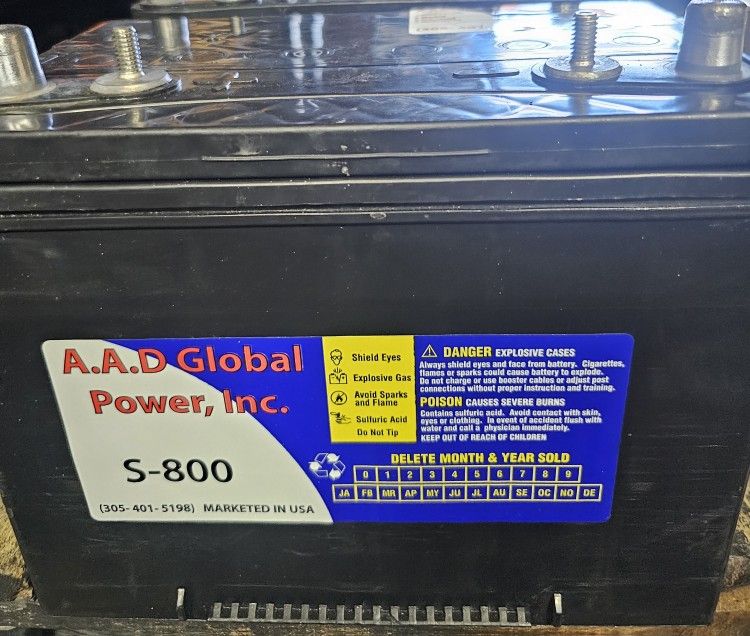 A.A.D Global
Power, Inc.
S-800
(305-401-5198) MARKETED IN USA
Shield Eyes
Explosive Gas
Avoid Sparks
and Flame
Sulfuric Acid
Do Not Tip
DANGER EXPLOSIVE CASES
Always shield eyes and face from battery. Cigarettes,
flames or sparks could cause battery to explode.
Do not charge or use booster cables or adjust post
connections without proper instruction and training.
POISON CAUSES SEVERE BURNS
Contains sulfuric acid. Avoid contact with skin,
eyes or clothing. In event of accident flush with
water and call a physician immediately.
KEEP OUT OF REACH OF CHILDREN
DELETE MONTH & YEAR SOLD
0 1 2 3 4 5 6 7 8 9
JA FB MR AP MY JU JL AU SE OC NO DE